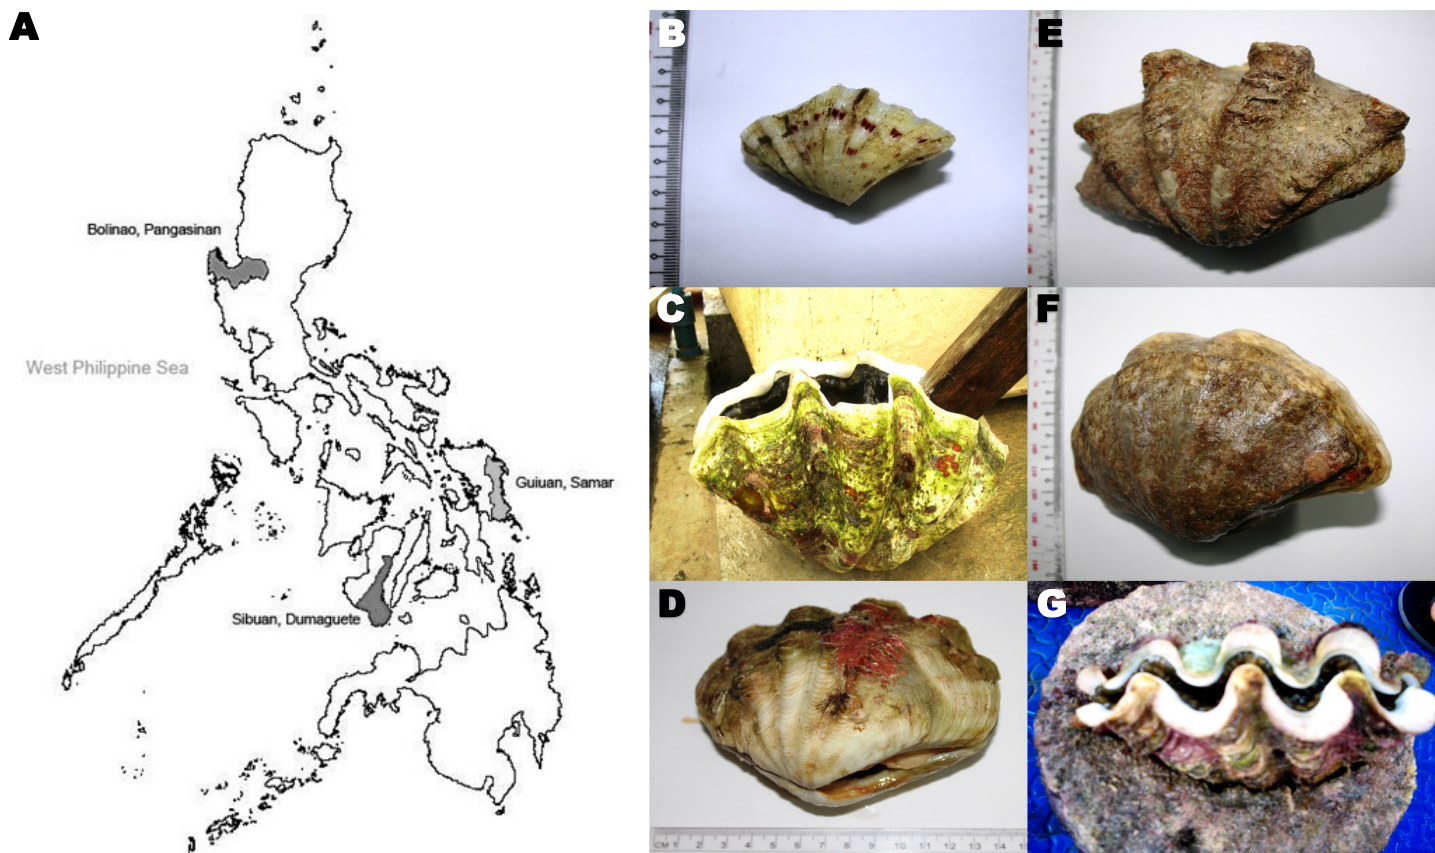 A
Bolinao, Pangasinan
West Philippine Sea
Guiuan, Samar
Sibuan, Dumaguete
B
C
D
CM 1 2 3 4 5 6 7 8 9 10 11 12 13 14
E
F
G